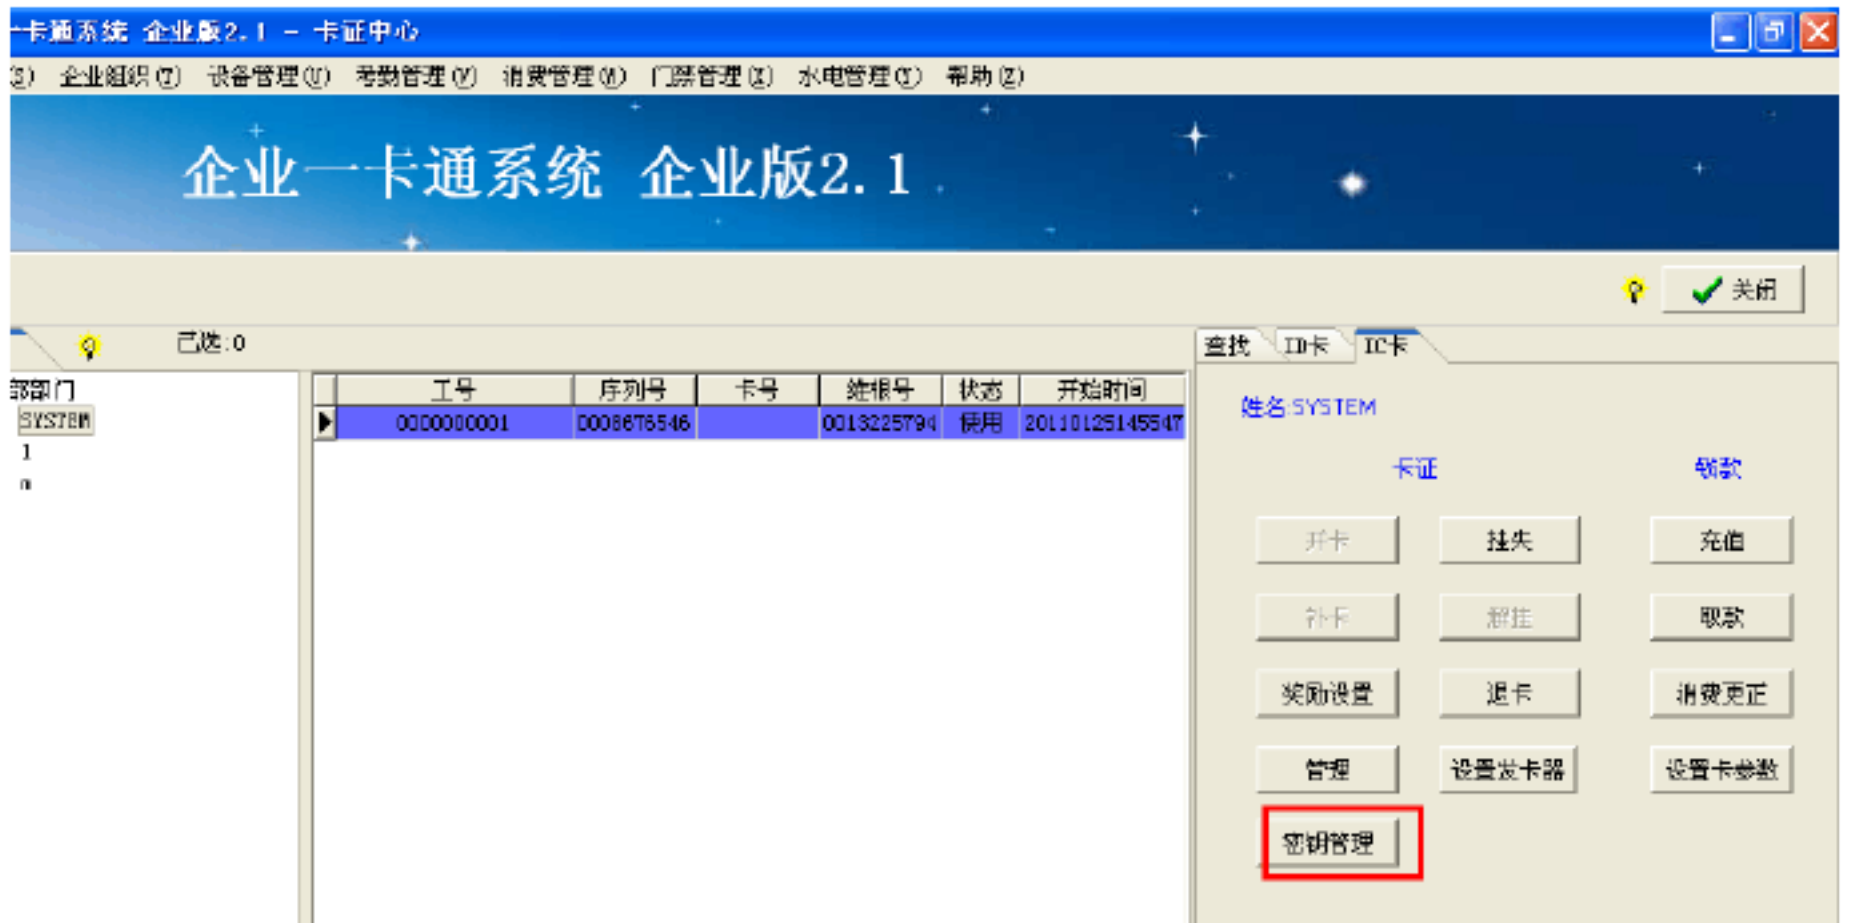 一卡通系统 企业版2.1 - 卡证中心
(S) 企业组织(T) 设备管理(U) 考勤管理(V) 消费管理(W) 门禁管理(X) 水电管理(Y) 帮助(Z)
企业一卡通系统 企业版2.1
关闭
已选:0
查找 ID卡 IC卡
部部门
SYSTEM
1
m
工号 序列号 卡号 维根号 状态 开始时间
0000000001 0008676546 0013225794 使用 20110125145547
姓名:SYSTEM
卡证 钱款
开卡 挂失 充值
补卡 解挂 取款
奖励设置 退卡 消费更正
管理 设置发卡器 设置卡参数
密钥管理